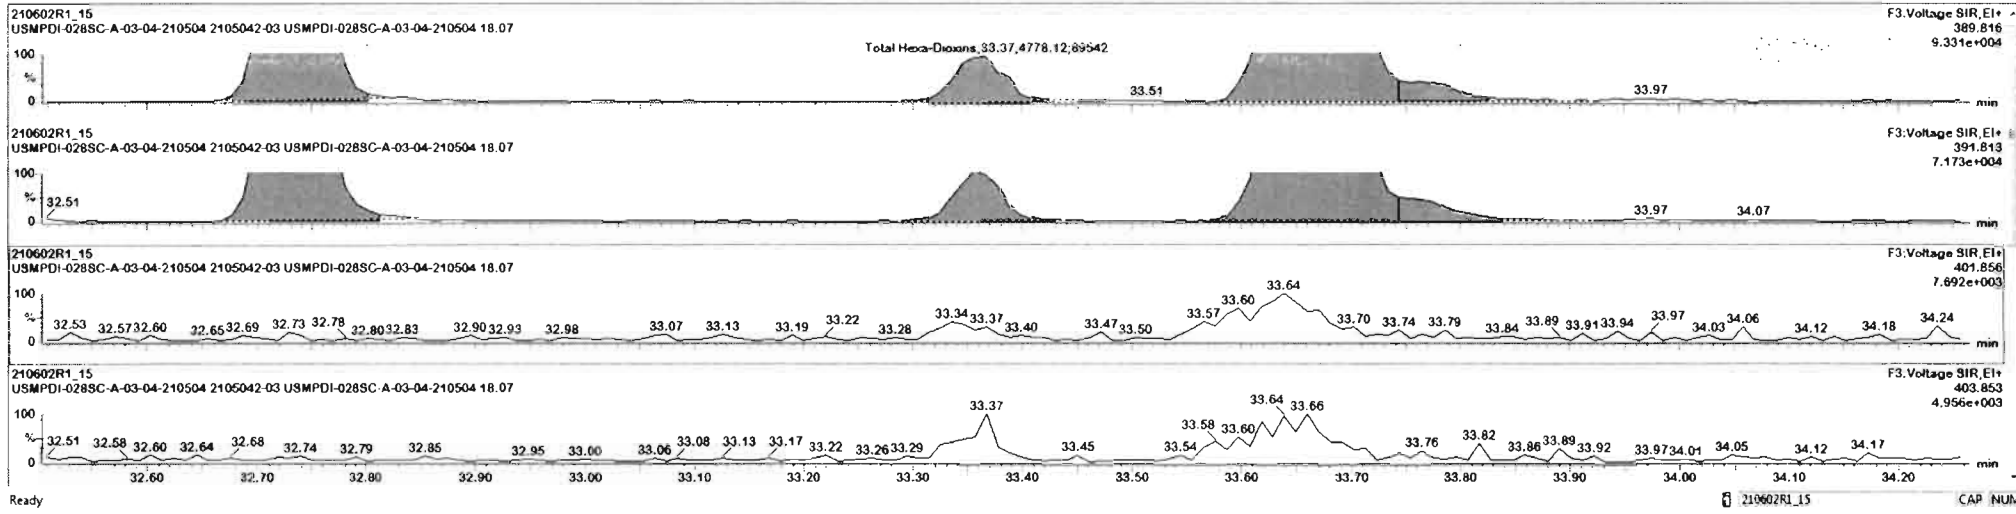 210602R1_15
USMPDI-028SC-A-03-04-210504 2105042-03 USMPDI-028SC-A-03-04-210504 18.07
F3:Voltage SIR,EI+
389.816
9.331e+004
100
%
0
Total Hexa-Dioxins,33.37,4778.12;89542
33.51
33.97
min
210602R1_15
USMPDI-028SC-A-03-04-210504 2105042-03 USMPDI-028SC-A-03-04-210504 18.07
F3:Voltage SIR,EI+
391.813
7.173e+004
100
%
0
32.51
33.97
34.07
min
210602R1_15
USMPDI-028SC-A-03-04-210504 2105042-03 USMPDI-028SC-A-03-04-210504 18.07
F3:Voltage SIR,EI+
401.856
7.692e+003
100
%
0
32.53 32.57 32.60 32.65 32.69 32.73 32.78 32.80 32.83 32.90 32.93 32.98 33.07 33.13 33.19 33.22 33.28 33.34 33.37 33.40 33.47 33.50 33.57 33.60 33.64 33.70 33.74 33.79 33.84 33.89 33.91 33.94 33.97 34.03 34.06 34.12 34.18 34.24
min
210602R1_15
USMPDI-028SC-A-03-04-210504 2105042-03 USMPDI-028SC-A-03-04-210504 18.07
F3:Voltage SIR,EI+
403.853
4.956e+003
100
%
0
32.51 32.58 32.60 32.64 32.68 32.74 32.79 32.85 32.95 33.00 33.06 33.08 33.13 33.17 33.22 33.26 33.29 33.37 33.45 33.54 33.58 33.60 33.64 33.66 33.76 33.82 33.86 33.89 33.92 33.97 34.01 34.05 34.12 34.17
min
32.60 32.70 32.80 32.90 33.00 33.10 33.20 33.30 33.40 33.50 33.60 33.70 33.80 33.90 34.00 34.10 34.20
Ready
210602R1_15
CAP NUM